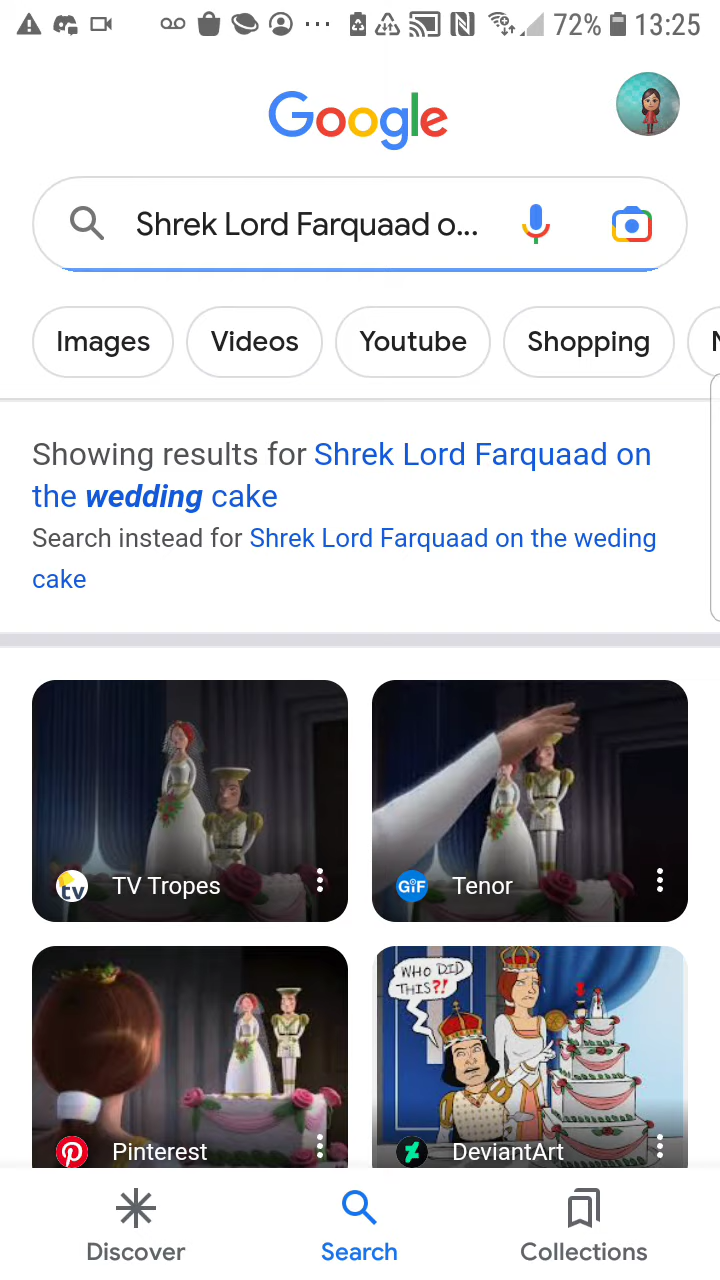 72% 13:25
Google
Shrek Lord Farquaad o...
Images Videos Youtube Shopping
Showing results for Shrek Lord Farquaad on
the wedding cake
Search instead for Shrek Lord Farquaad on the weding
cake
tv TV Tropes
GIF Tenor
WHO DID
THIS?!
Pinterest
DeviantArt
Discover Search Collections